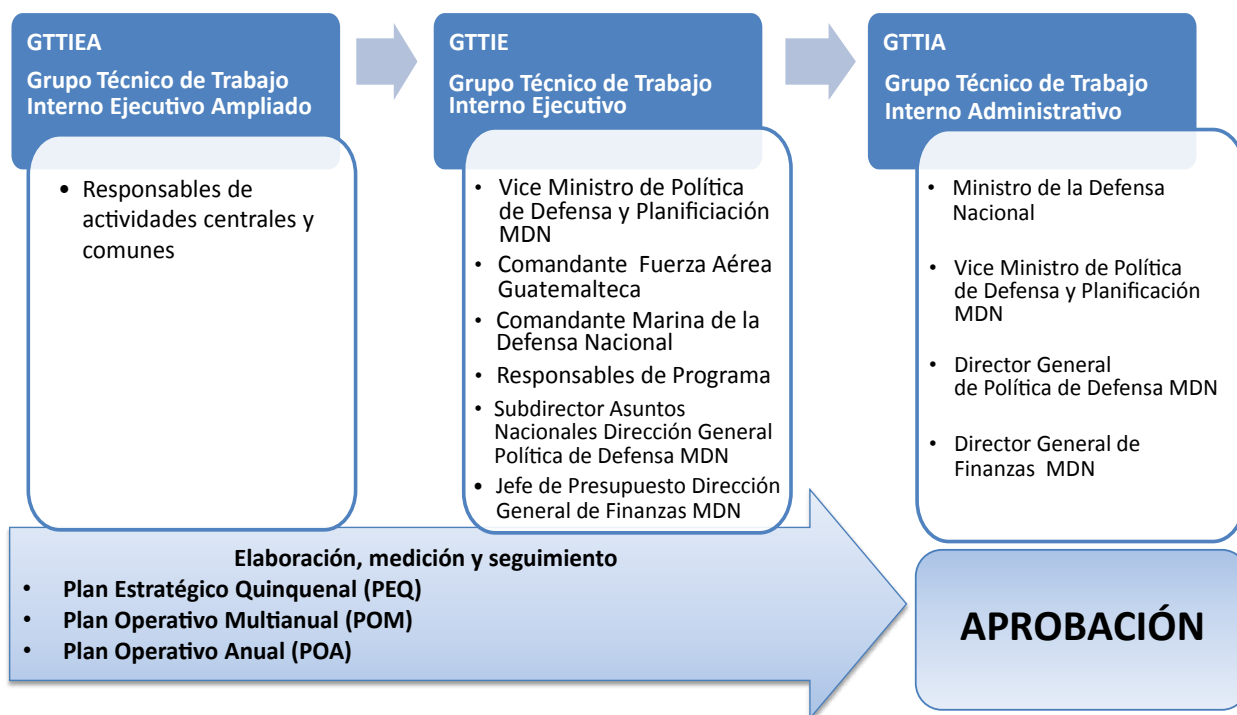 GTTIEA
Grupo Técnico de Trabajo
Interno Ejecutivo Ampliado
• Responsables de
actividades centrales y
comunes
GTTIE
Grupo Técnico de Trabajo
Interno Ejecutivo
• Vice Ministro de Política
de Defensa y Planificiación
MDN
• Comandante Fuerza Aérea
Guatemalteca
• Comandante Marina de la
Defensa Nacional
• Responsables de Programa
• Subdirector Asuntos
Nacionales Dirección General
Política de Defensa MDN
• Jefe de Presupuesto Dirección
General de Finanzas MDN
GTTIA
Grupo Técnico de Trabajo
Interno Administrativo
• Ministro de la Defensa
Nacional
• Vice Ministro de Política
de Defensa y Planificación
MDN
• Director General
de Política de Defensa MDN
• Director General de
Finanzas MDN
Elaboración, medición y seguimiento
• Plan Estratégico Quinquenal (PEQ)
• Plan Operativo Multianual (POM)
• Plan Operativo Anual (POA)
APROBACIÓN